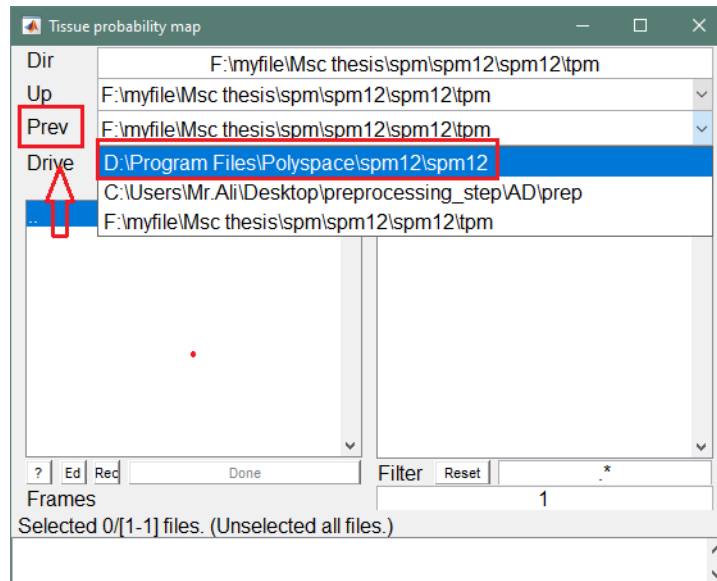 Tissue probability map
Dir F:\myfile\Msc thesis\spm\spm12\spm12\tpm
Up F:\myfile\Msc thesis\spm\spm12\spm12\tpm
Prev F:\myfile\Msc thesis\spm\spm12\spm12\tpm
Drive D:\Program Files\Polyspace\spm12\spm12
C:\Users\Mr.Ali\Desktop\preprocessing_step\AD\prep
.. F:\myfile\Msc thesis\spm\spm12\spm12\tpm
? Ed Rec Done Filter Reset .*
Frames 1
Selected 0/[1-1] files. (Unselected all files.)